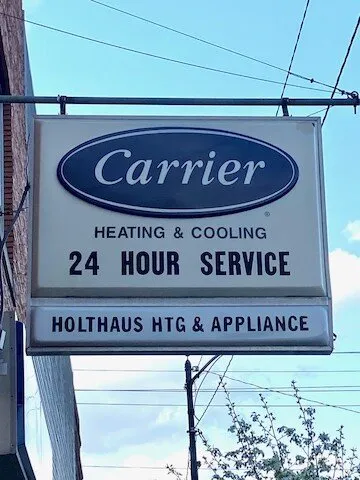 Carrier
HEATING & COOLING
24 HOUR SERVICE
HOLTHAUS HTG & APPLIANCE